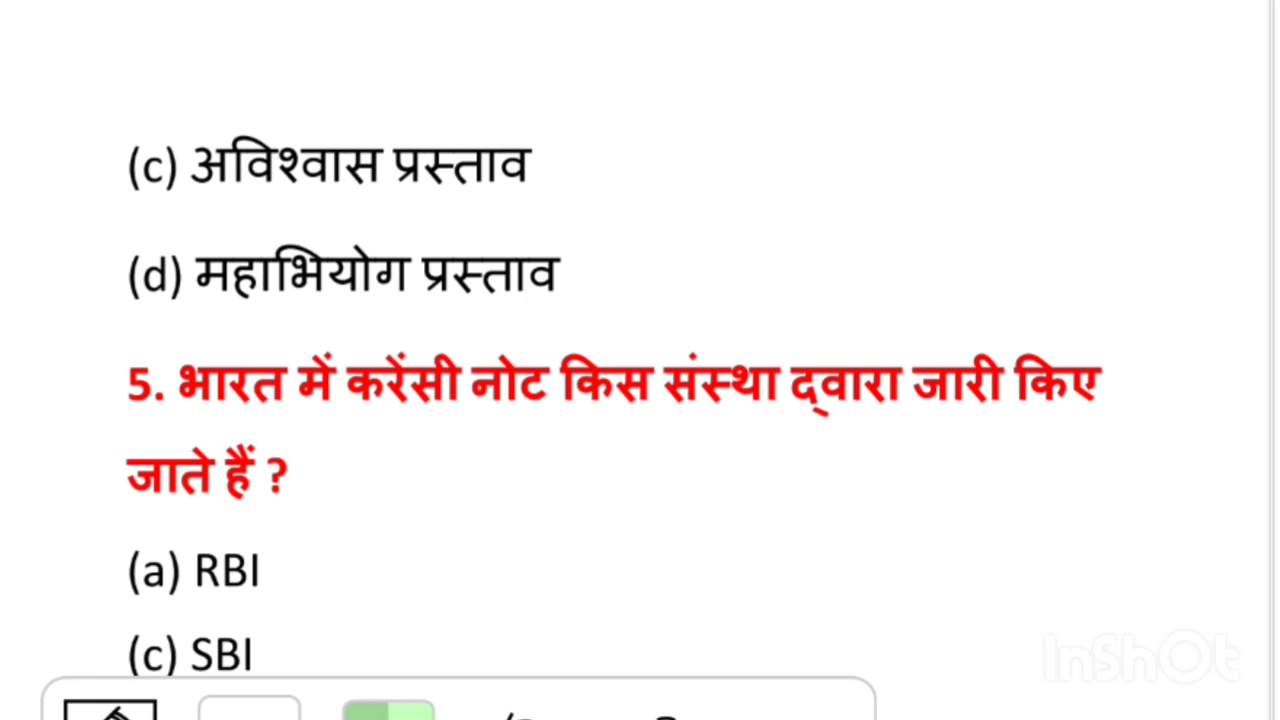 (c) अविश्वास प्रस्ताव
(d) महाभियोग प्रस्ताव
5. भारत में करेंसी नोट किस संस्था द्वारा जारी किए
जाते हैं ?
(a) RBI
(c) SBI
InShOt